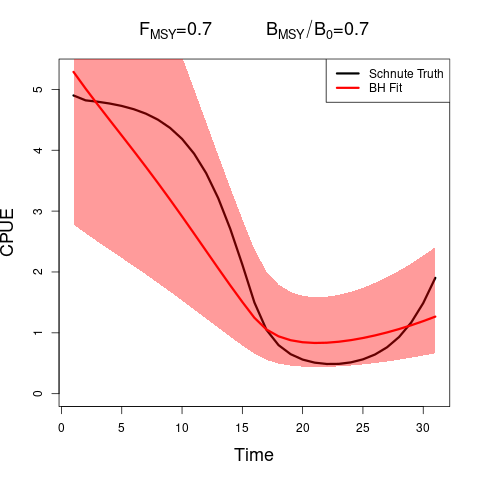 F_MSY=0.7 B_MSY/B_0=0.7
Schnute Truth
BH Fit
CPUE
5
4
3
2
1
0
0 5 10 15 20 25 30
Time